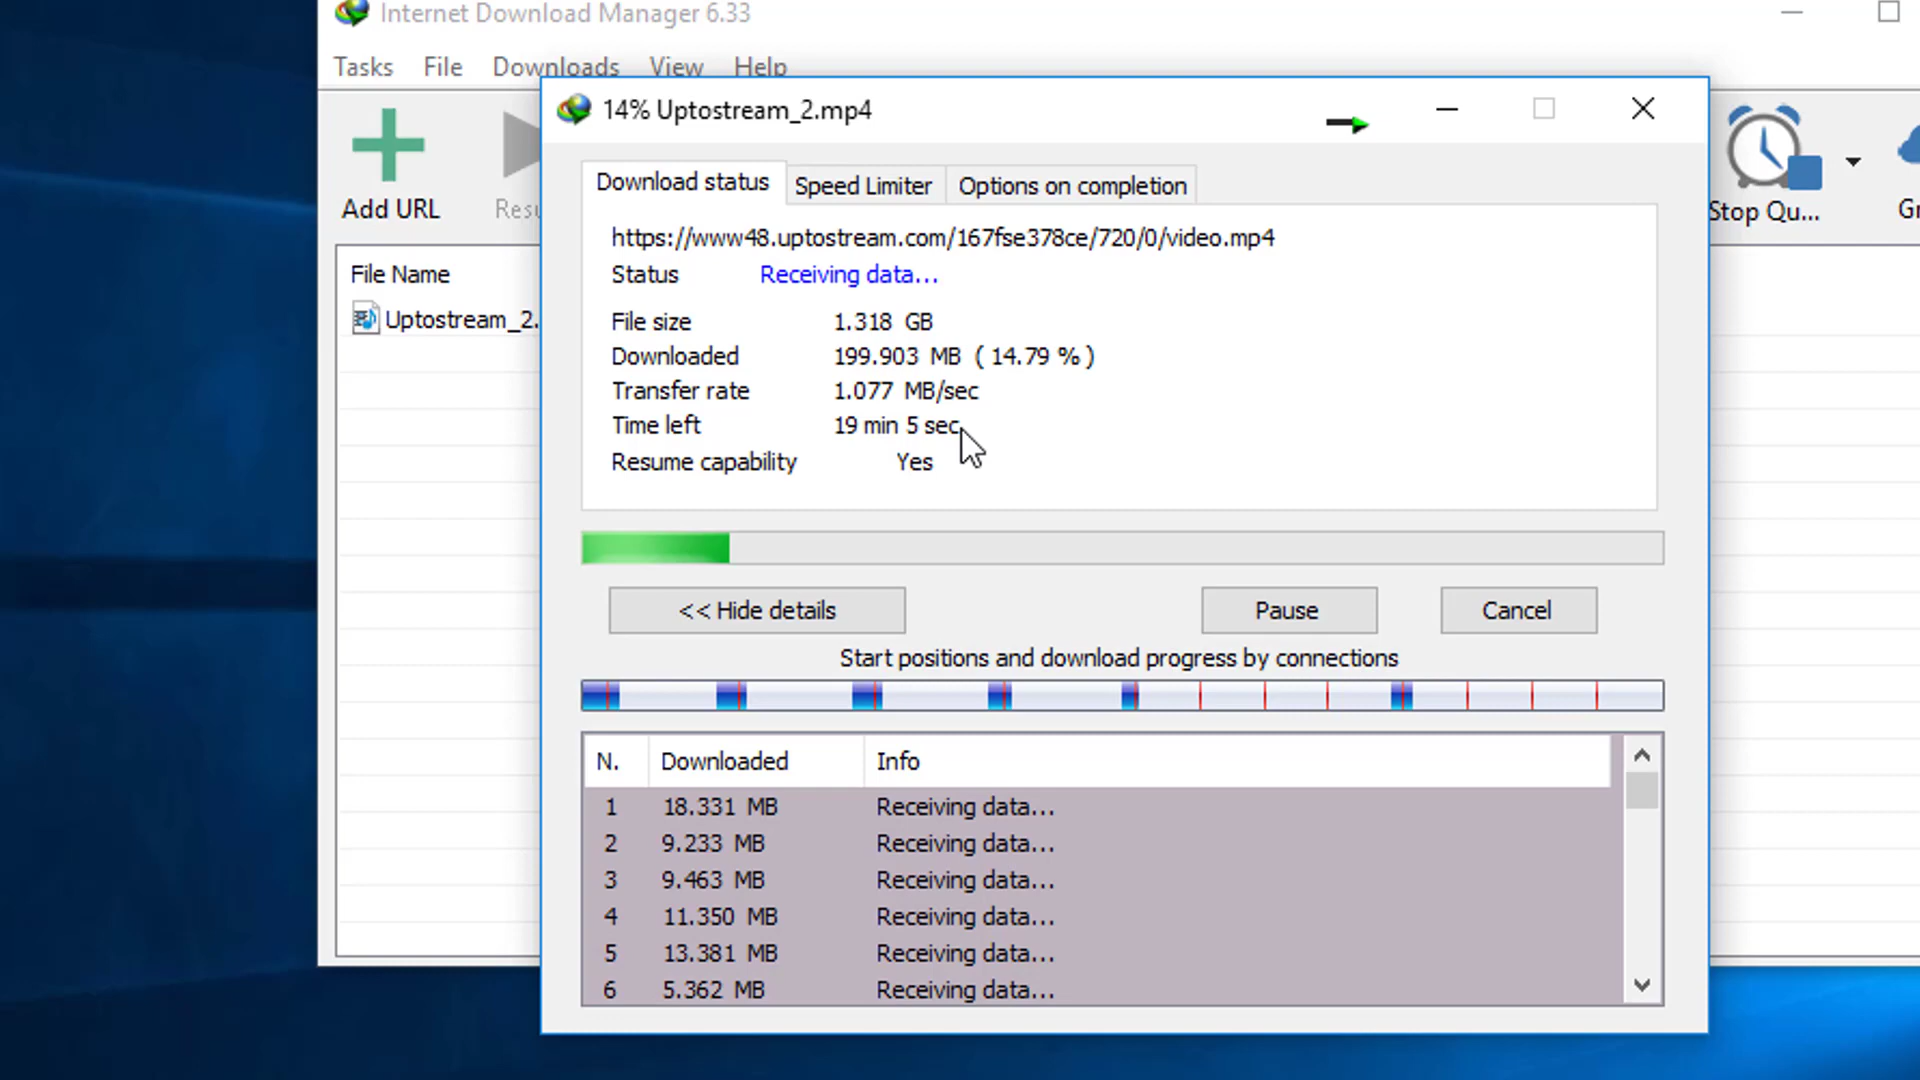 Internet Download Manager 6.33
Tasks File Downloads View Help
14% Uptostream_2.mp4
Add URL
Stop Qu...
Download status Speed Limiter Options on completion
https://www48.uptostream.com/167fse378ce/720/0/video.mp4
File Name
Status Receiving data...
Uptostream_2.
File size 1.318 GB
Downloaded 199.903 MB ( 14.79 % )
Transfer rate 1.077 MB/sec
Time left 19 min 5 sec
Resume capability Yes
<< Hide details Pause Cancel
Start positions and download progress by connections
N. Downloaded Info
1 18.331 MB Receiving data...
2 9.233 MB Receiving data...
3 9.463 MB Receiving data...
4 11.350 MB Receiving data...
5 13.381 MB Receiving data...
6 5.362 MB Receiving data...